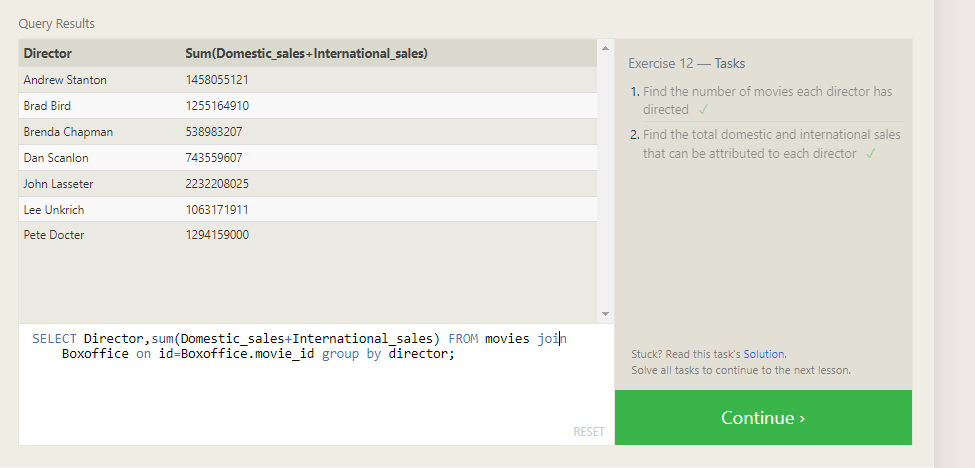 Query Results
Director Sum(Domestic_sales+International_sales)
Andrew Stanton 1458055121
Brad Bird 1255164910
Brenda Chapman 538983207
Dan Scanlon 743559607
John Lasseter 2232208025
Lee Unkrich 1063171911
Pete Docter 1294159000
SELECT Director,sum(Domestic_sales+International_sales) FROM movies join
Boxoffice on id=Boxoffice.movie_id group by director;
RESET
Exercise 12 — Tasks
1. Find the number of movies each director has
directed ✓
2. Find the total domestic and international sales
that can be attributed to each director ✓
Stuck? Read this task's Solution.
Solve all tasks to continue to the next lesson.
Continue ›